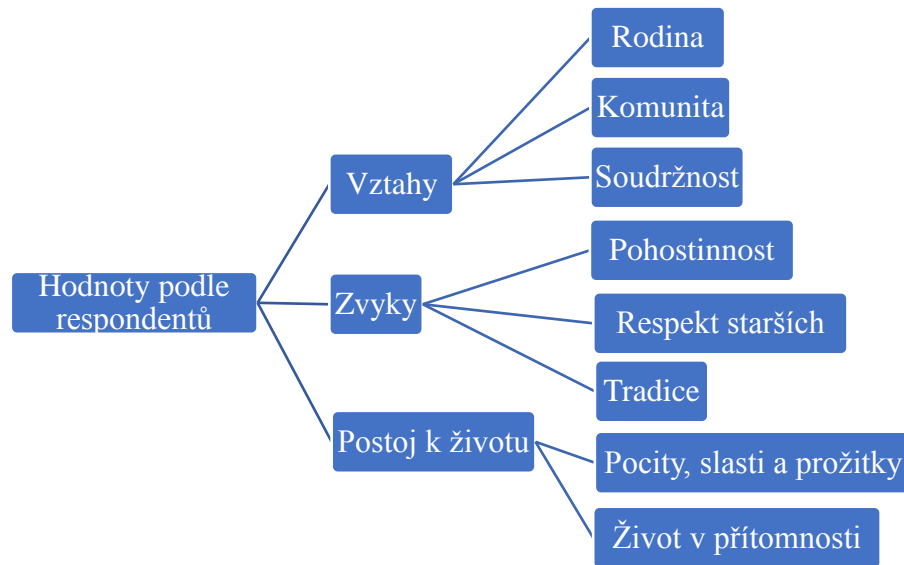 Hodnoty podle
respondentů
Vztahy
Rodina
Komunita
Soudržnost
Zvyky
Pohostinnost
Respekt starších
Tradice
Postoj k životu
Pocity, slasti a prožitky
Život v přítomnosti